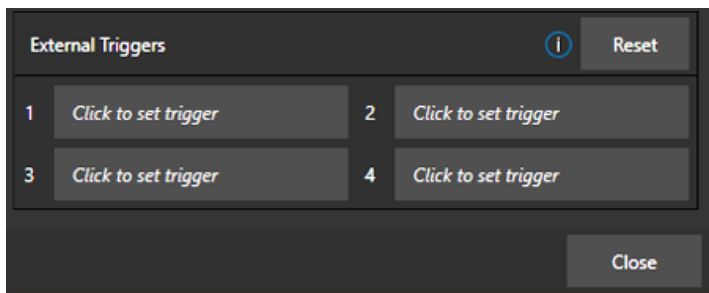 External Triggers Reset
1 Click to set trigger 2 Click to set trigger
3 Click to set trigger 4 Click to set trigger
Close